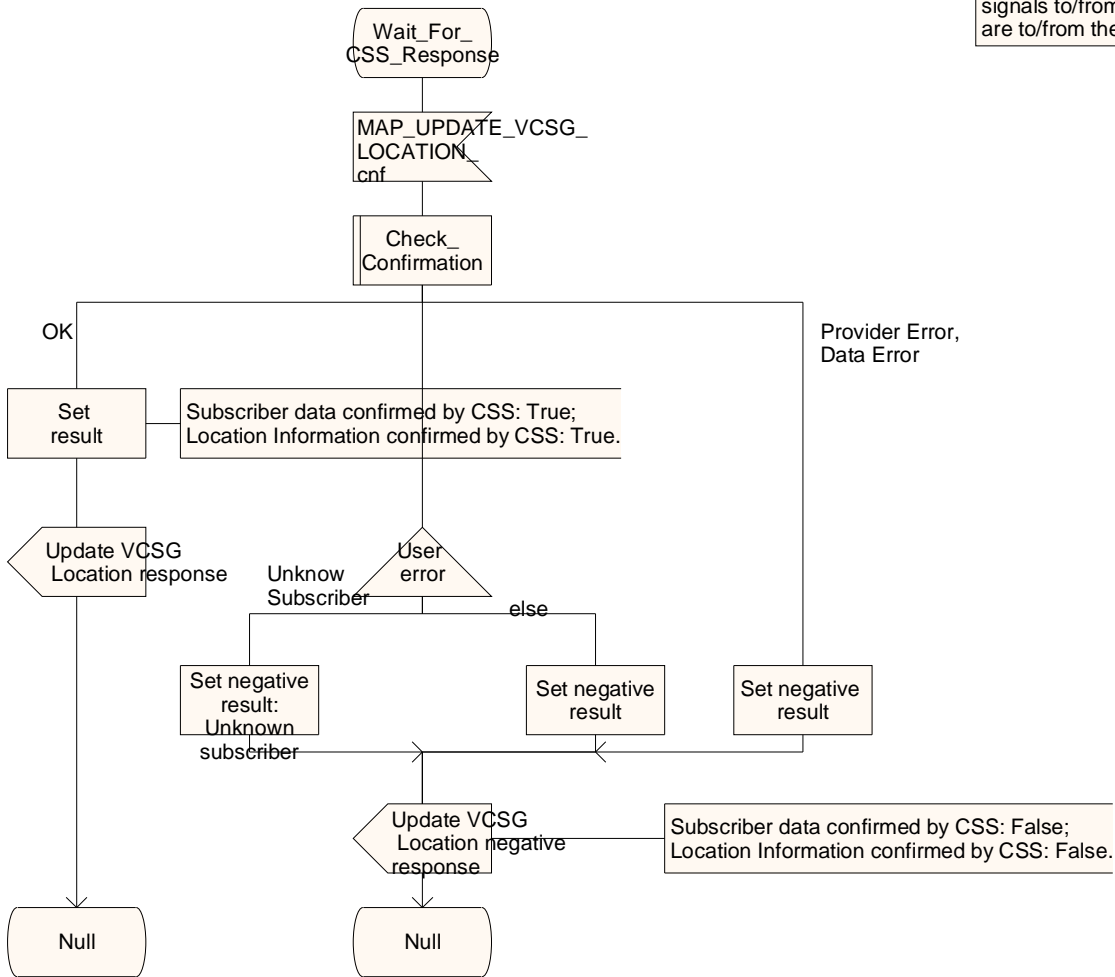 signals to/from
are to/from the
Wait_For_
CSS_Response
MAP_UPDATE_VCSG_
LOCATION_
cnf
Check_
Confirmation
OK
Provider Error,
Data Error
Set
result
Subscriber data confirmed by CSS: True;
Location Information confirmed by CSS: True.
Update VCSG
Location response
User
error
Unknow
Subscriber
else
Set negative
result:
Unknown
subscriber
Set negative
result
Set negative
result
Update VCSG
Location negative
response
Subscriber data confirmed by CSS: False;
Location Information confirmed by CSS: False.
Null
Null